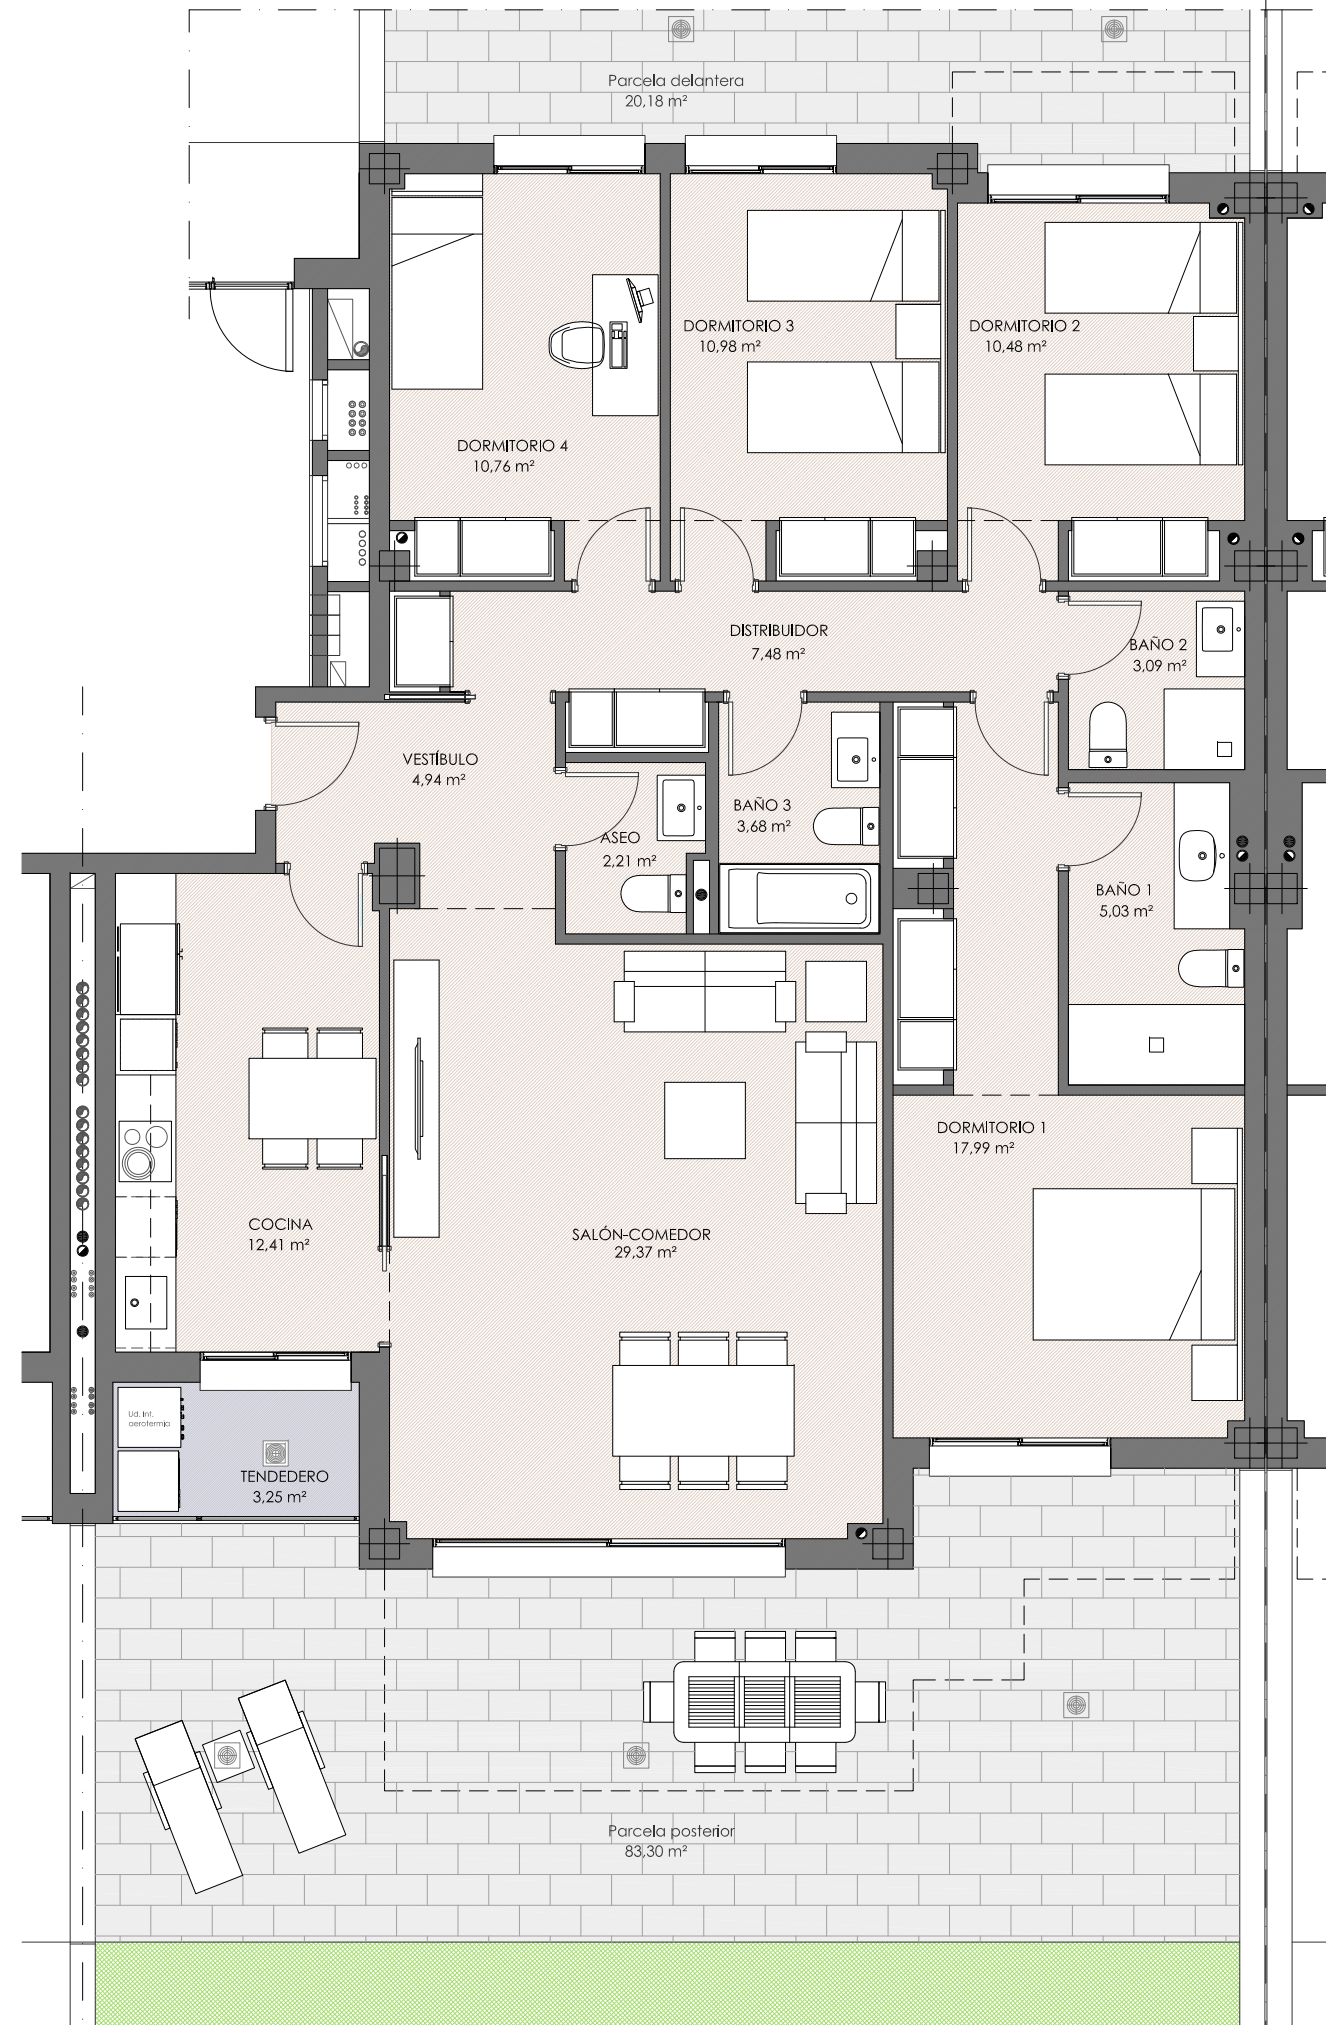 Parcela delantera
20,18 m²
DORMITORIO 3
10,98 m²
DORMITORIO 2
10,48 m²
DORMITORIO 4
10,76 m²
DISTRIBUIDOR
7,48 m²
BAÑO 2
3,09 m²
VESTÍBULO
4,94 m²
BAÑO 3
3,68 m²
ASEO
2,21 m²
BAÑO 1
5,03 m²
DORMITORIO 1
17,99 m²
COCINA
12,41 m²
SALÓN-COMEDOR
29,37 m²
Ud. Int.
aerotermia
TENDEDERO
3,25 m²
Parcela posterior
83,30 m²